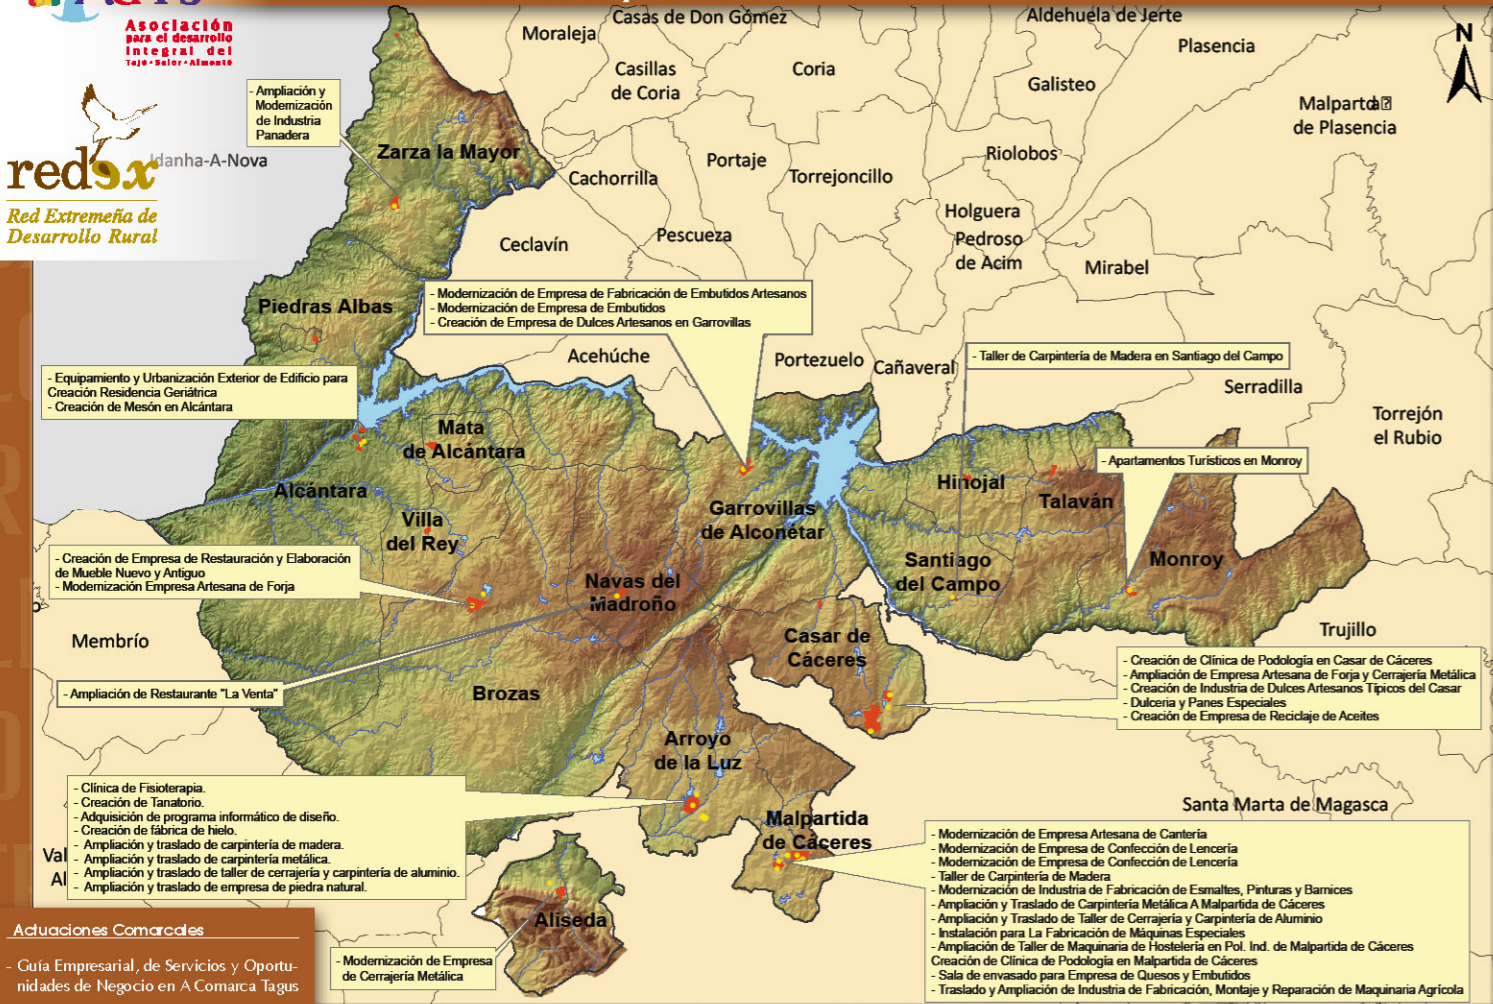 Asociación
para el desarrollo
integral del
Tajo-Salor-Almonte
redex
Red Extremeña de
Desarrollo Rural
Idanha-A-Nova
- Ampliación y
Modernización
de Industria
Panadera
Zarza la Mayor
Moraleja
Casas de Don Gómez
Casillas
de Coria
Coria
Aldehuela de Jerte
Plasencia
Galisteo
N
Malpartda
de Plasencia
Cachorrilla
Portaje
Torrejoncillo
Riolobos
Ceclavín
Pescueza
Holguera
Pedroso
de Acim
Mirabel
Piedras Albas
- Modernización de Empresa de Fabricación de Embutidos Artesanos
- Modernización de Empresa de Embutidos
- Creación de Empresa de Dulces Artesanos en Garrovillas
Acehúche
Portezuelo
Cañaveral
- Taller de Carpintería de Madera en Santiago del Campo
Serradilla
Torrejón
el Rubio
- Equipamiento y Urbanización Exterior de Edificio para
Creación Residencia Geriátrica
- Creación de Mesón en Alcántara
Mata
de Alcántara
Alcántara
Villa
del Rey
Garrovillas
de Alconétar
Hinojal
Talaván
- Apartamentos Turísticos en Monroy
Monroy
Santiago
del Campo
- Creación de Empresa de Restauración y Elaboración
de Mueble Nuevo y Antiguo
- Modernización Empresa Artesana de Forja
Navas del
Madroño
Membrío
Casar de
Cáceres
Trujillo
- Ampliación de Restaurante "La Venta"
Brozas
- Creación de Clínica de Podología en Casar de Cáceres
- Ampliación de Empresa Artesana de Forja y Cerrajería Metálica
- Creación de Industria de Dulces Artesanos Típicos del Casar
- Dulceria y Panes Especiales
- Creación de Empresa de Reciclaje de Aceites
Arroyo
de la Luz
- Clínica de Fisioterapia.
- Creación de Tanatorio.
- Adquisición de programa informático de diseño.
- Creación de fábrica de hielo.
- Ampliación y traslado de carpintería de madera.
- Ampliación y traslado de carpintería metálica.
- Ampliación y traslado de taller de cerrajería y carpintería de aluminio.
- Ampliación y traslado de empresa de piedra natural.
Santa Marta de Magasca
Malpartida
de Cáceres
- Modernización de Empresa Artesana de Cantería
- Modernización de Empresa de Confección de Lencería
- Modernización de Empresa de Confección de Lencería
- Taller de Carpintería de Madera
- Modernización de Industria de Fabricación de Esmaltes, Pinturas y Barnices
- Ampliación y Traslado de Carpintería Metálica A Malpartida de Cáceres
- Ampliación y Traslado de Taller de Cerrajería y Carpintería de Aluminio
- Instalación para La Fabricación de Máquinas Especiales
- Ampliación de Taller de Maquinaria de Hostelería en Pol. Ind. de Malpartida de Cáceres
Creación de Clínica de Podología en Malpartida de Cáceres
- Sala de envasado para Empresa de Quesos y Embutidos
- Traslado y Ampliación de Industria de Fabricación, Montaje y Reparación de Maquinaria Agrícola
Val
Al
Aliseda
- Modernización de Empresa
de Cerrajería Metálica
Actuaciones Comarcales
- Guía Empresarial, de Servicios y Oportu-
nidades de Negocio en A Comarca Tagus